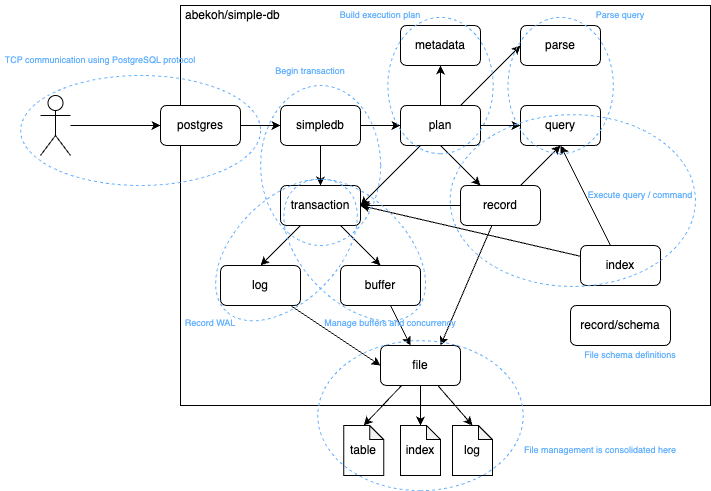 abekoh/simple-db
Build execution plan
Parse query
metadata
parse
TCP communication using PostgreSQL protocol
Begin transaction
postgres
simpledb
plan
query
Execute query / command
transaction
record
log
buffer
index
Record WAL
Manage buffers and concurrency
record/schema
File schema definitions
file
table
index
log
File management is consolidated here